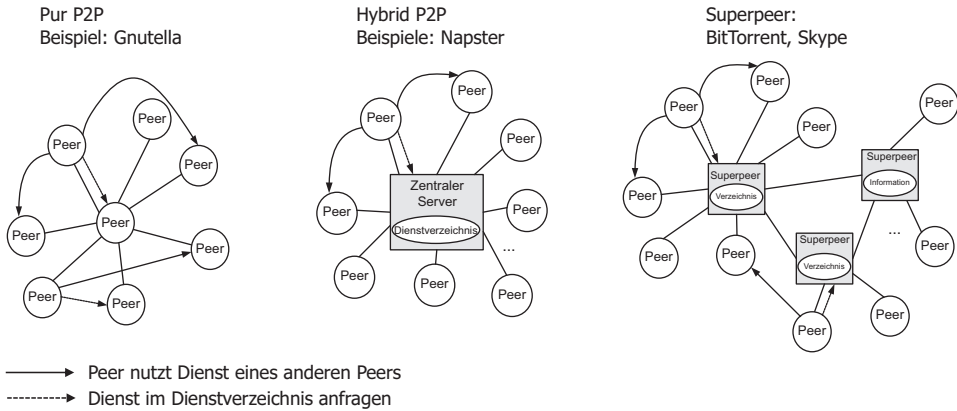 Pur P2P
Beispiel: Gnutella
Peer
Peer
Peer
Peer
Peer
Peer
Peer
Peer
Hybrid P2P
Beispiele: Napster
Peer
Peer
Peer
Peer
Zentraler
Server
Dienstverzeichnis
Peer
...
Peer
Peer
Peer
Superpeer:
BitTorrent, Skype
Peer
Peer
Peer
Peer
Superpeer
Verzeichnis
Superpeer
Information
Peer
...
Superpeer
Verzeichnis
Peer
Peer
Peer
Peer
Peer
Peer nutzt Dienst eines anderen Peers
Dienst im Dienstverzeichnis anfragen